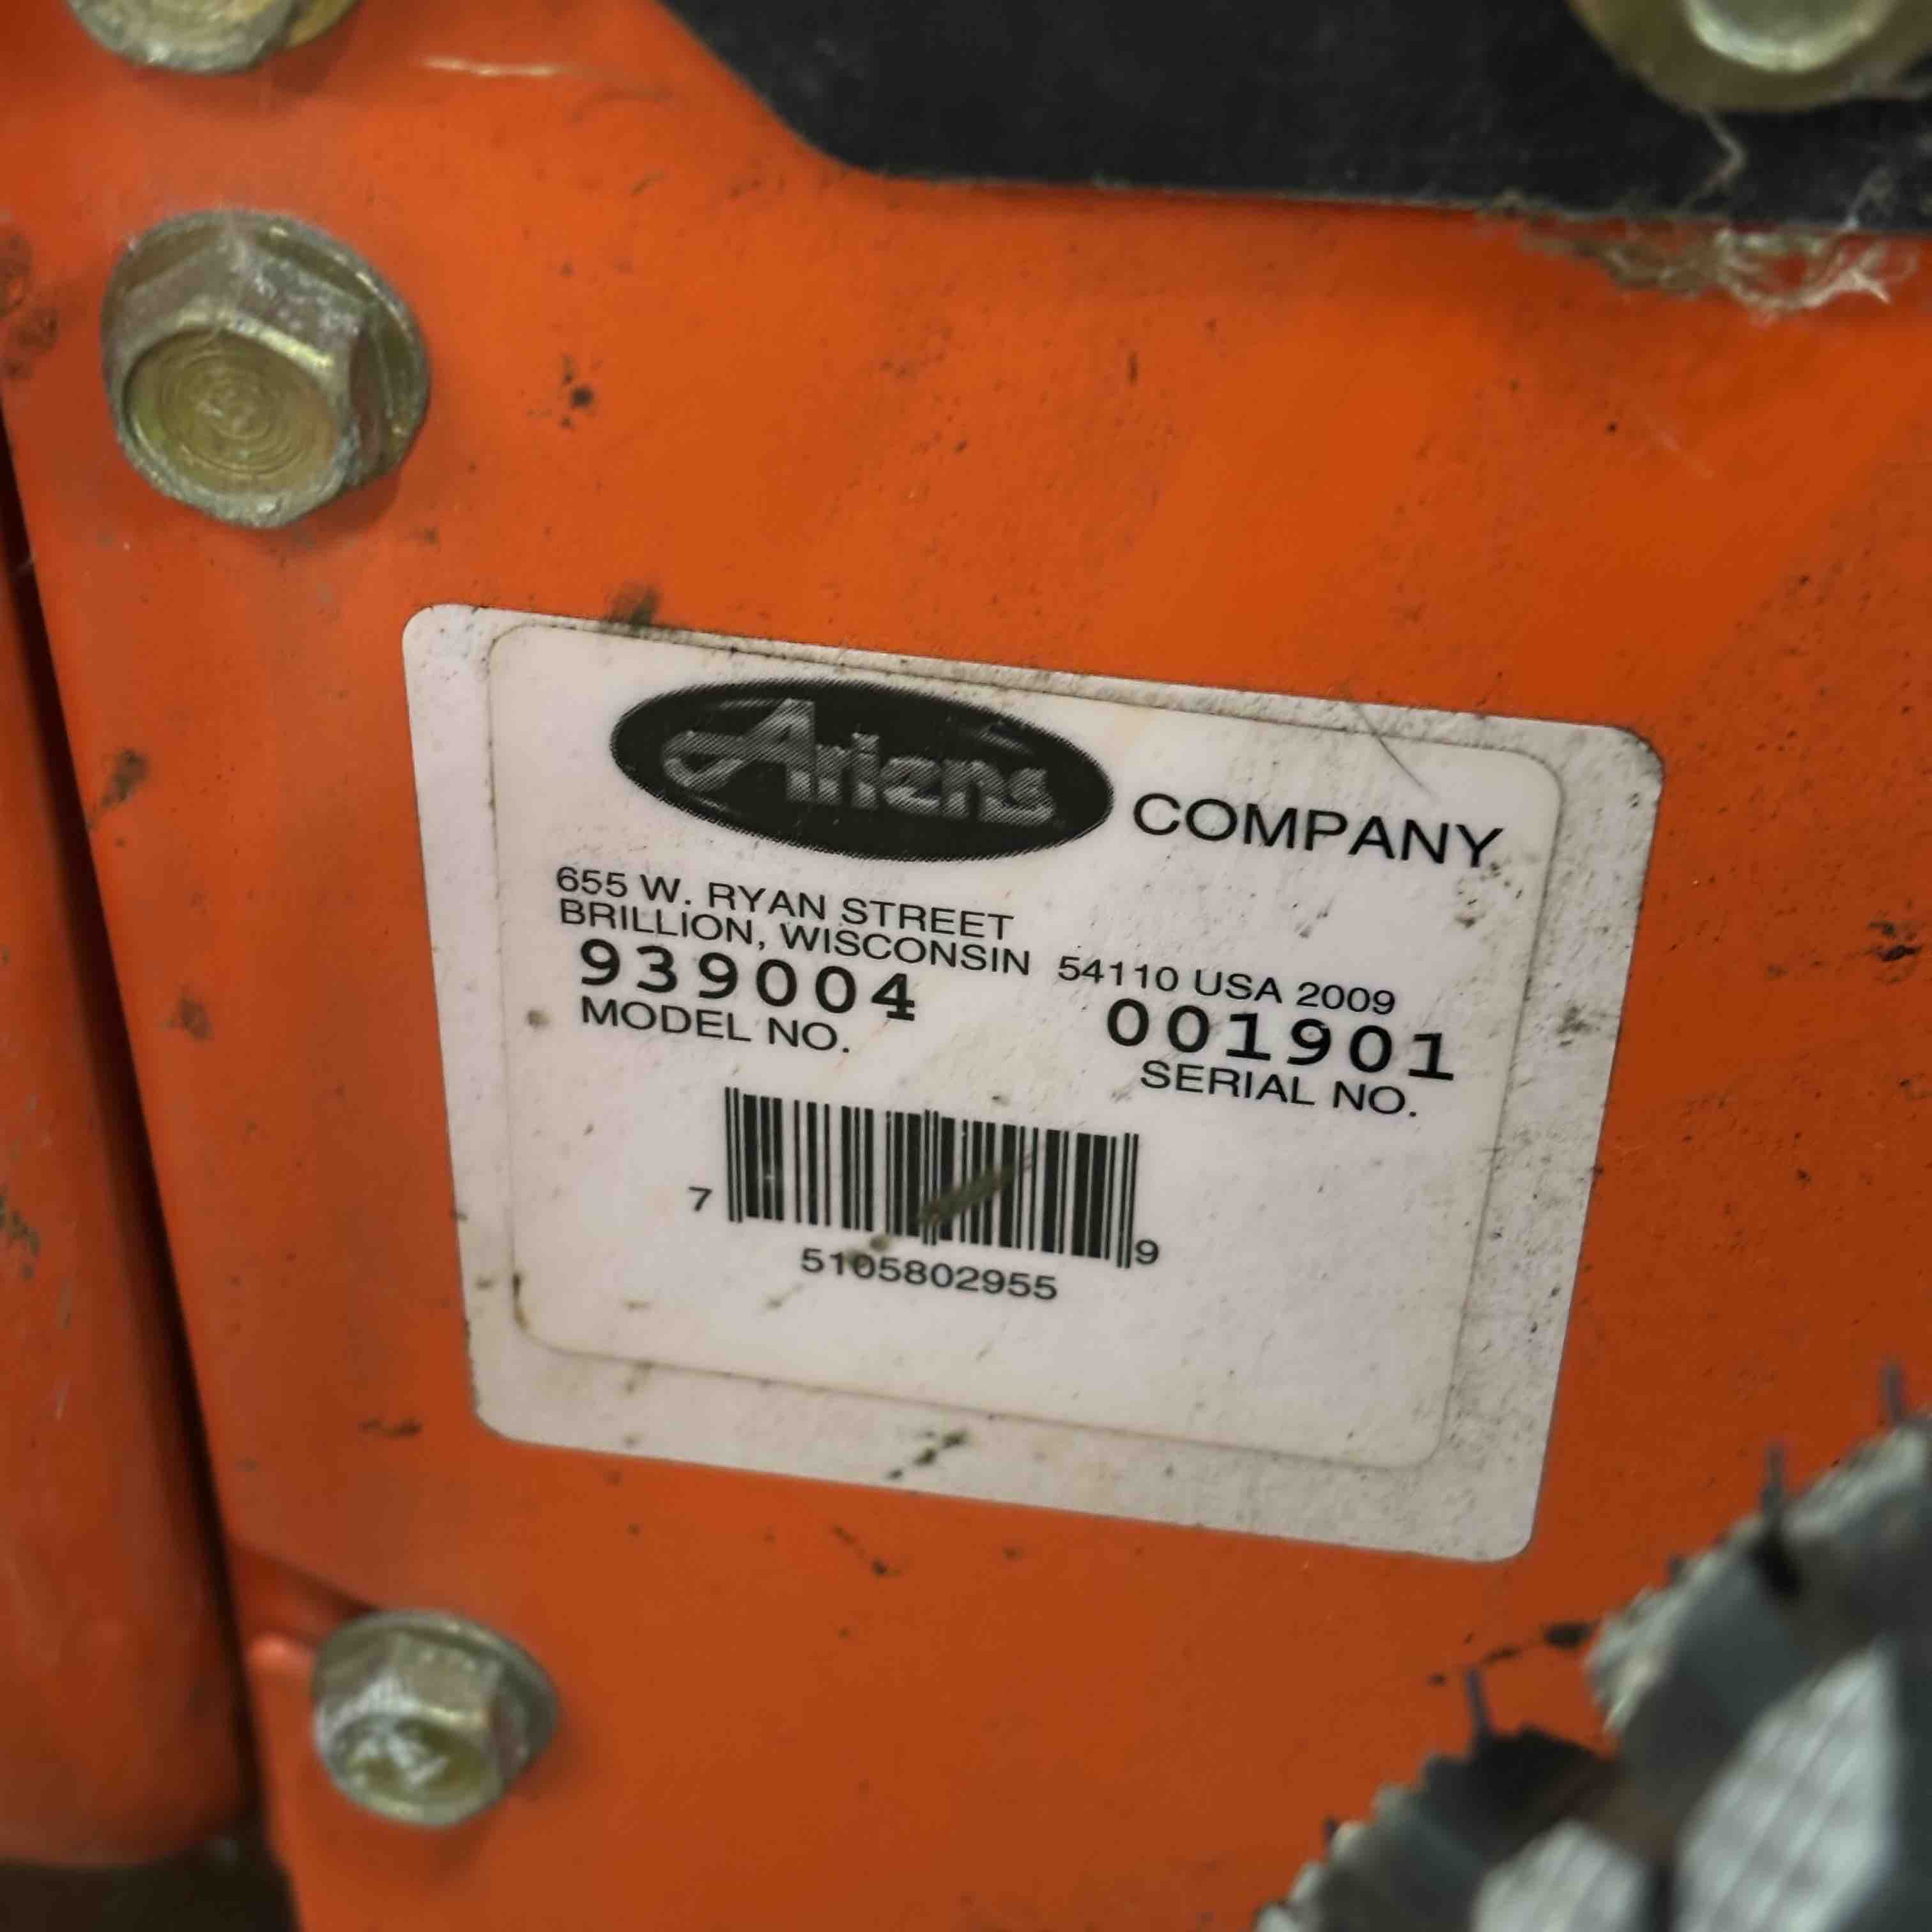 Ariens COMPANY
655 W. RYAN STREET
BRILLION, WISCONSIN 54110 USA 2009
939004 001901
MODEL NO. SERIAL NO.
7 9
5105802955